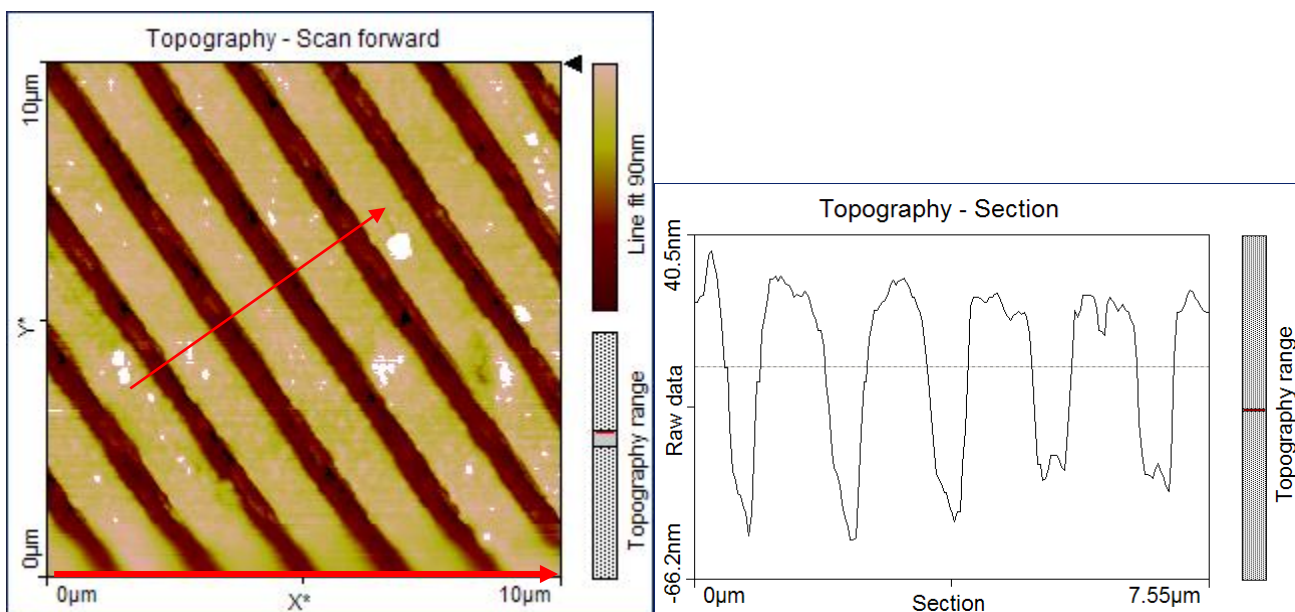 Topography - Scan forward
10µm
Y*
0µm
0µm
X*
10µm
Line fit 90nm
Topography range
Topography - Section
40.5nm
Raw data
-66.2nm
0µm
Section
7.55µm
Topography range